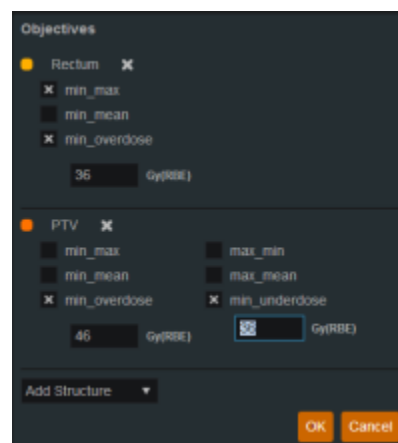 Objectives
Rectum
min_max
min_mean
min_overdose
36 Gy(RBE)
PTV
min_max max_min
min_mean max_mean
min_overdose min_underdose
46 Gy(RBE) Gy(RBE)
Add Structure
OK Cancel